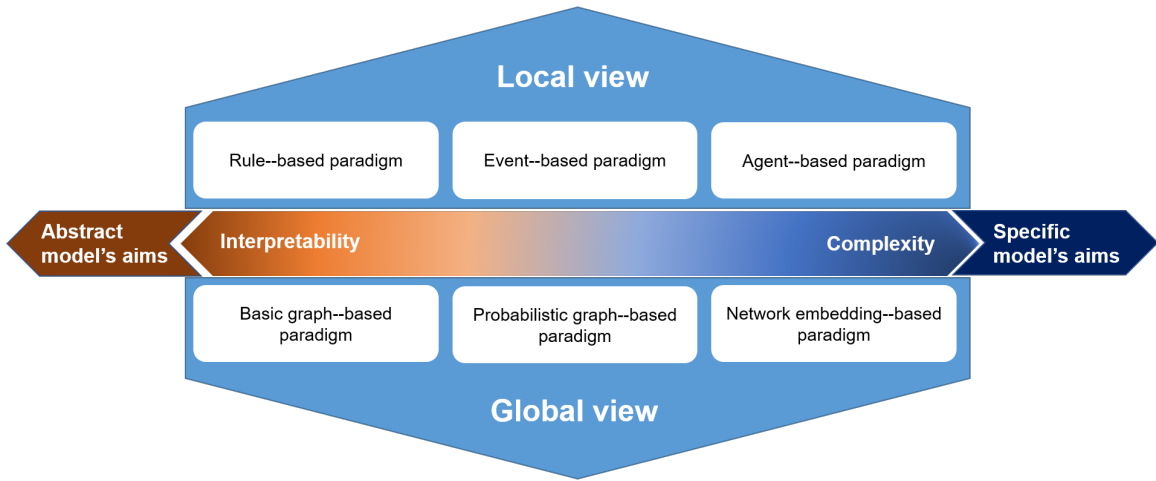 Local view
Rule--based paradigm
Event--based paradigm
Agent--based paradigm
Abstract
model's aims
Interpretability
Complexity
Specific
model's aims
Basic graph--based
paradigm
Probabilistic graph--based
paradigm
Network embedding--based
paradigm
Global view